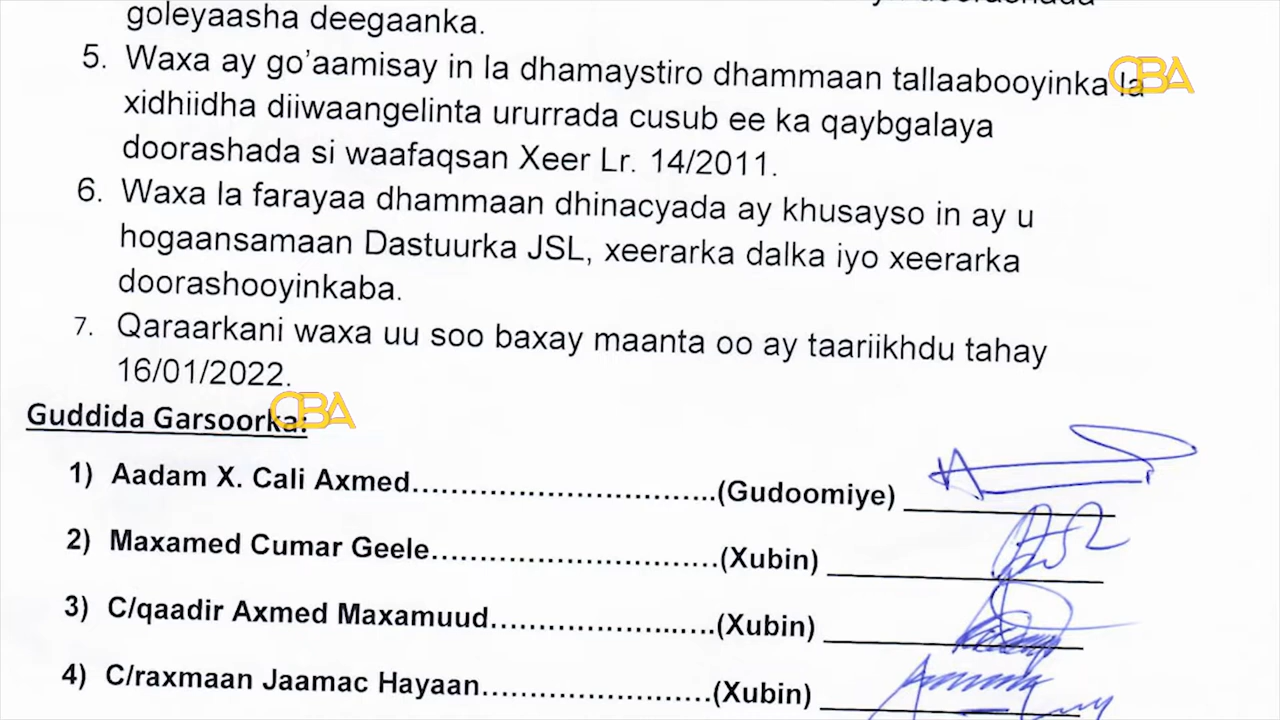 goleyaasha deegaanka.
5. Waxa ay go'aamisay in la dhamaystiro dhammaan tallaabooyinka la
xidhiidha diiwaangelinta ururrada cusub ee ka qaybgalaya
doorashada si waafaqsan Xeer Lr. 14/2011.
6. Waxa la farayaa dhammaan dhinacyada ay khusayso in ay u
hogaansamaan Dastuurka JSL, xeerarka dalka iyo xeerarka
doorashooyinkaba.
7. Qaraarkani waxa uu soo baxay maanta oo ay taariikhdu tahay
16/01/2022.
Guddida Garsoorka:
1) Aadam X. Cali Axmed……………………………..(Gudoomiye)
2) Maxamed Cumar Geele……………………………(Xubin)
3) C/qaadir Axmed Maxamuud…………………..…..(Xubin)
4) C/raxmaan Jaamac Hayaan………………………(Xubin)
CBA
CBA